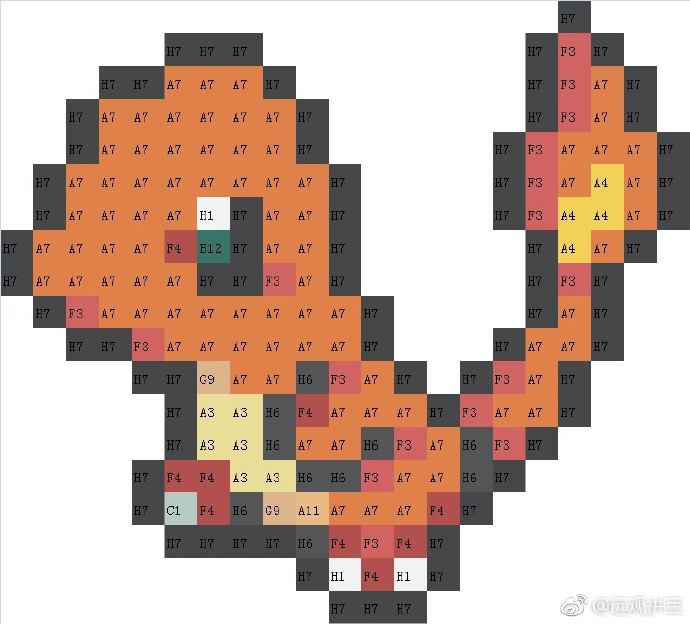 H7
H7 H7 H7 H7 F3 H7
H7 H7 A7 A7 A7 H7 H7 F3 A7 H7
H7 A7 A7 A7 A7 A7 A7 H7 H7 F3 A7 H7
H7 A7 A7 A7 A7 A7 A7 H7 H7 F3 A7 A7 A7 H7
H7 A7 A7 A7 A7 A7 A7 A7 A7 H7 H7 F3 A7 A4 A7 H7
H7 A7 A7 A7 A7 H1 H7 A7 A7 H7 H7 F3 A4 A4 A7 H7
H7 A7 A7 A7 A7 F4 B12 H7 A7 A7 H7 H7 A4 A7 H7
H7 A7 A7 A7 A7 A7 H7 H7 F3 A7 H7 H7 F3 H7
H7 F3 A7 A7 A7 A7 A7 A7 A7 A7 H7 H7 A7 H7
H7 H7 F3 A7 A7 A7 A7 A7 A7 H7 H7 A7 A7 H7
H7 H7 G9 A7 A7 H6 F3 A7 H7 H7 F3 A7 H7
H7 A3 A3 H6 F4 A7 A7 A7 H7 F3 A7 A7 H7
H7 A3 A3 H6 A7 A7 H6 F3 A7 H6 F3 H7
H7 F4 F4 A3 A3 H6 H6 F3 A7 A7 H6 H7
H7 C1 F4 H6 G9 A11 A7 A7 A7 F4 H7
H7 H7 H7 H7 H6 F4 F3 F4 H7
H7 H1 F4 H1 H7
H7 H7 H7
@远观拼豆